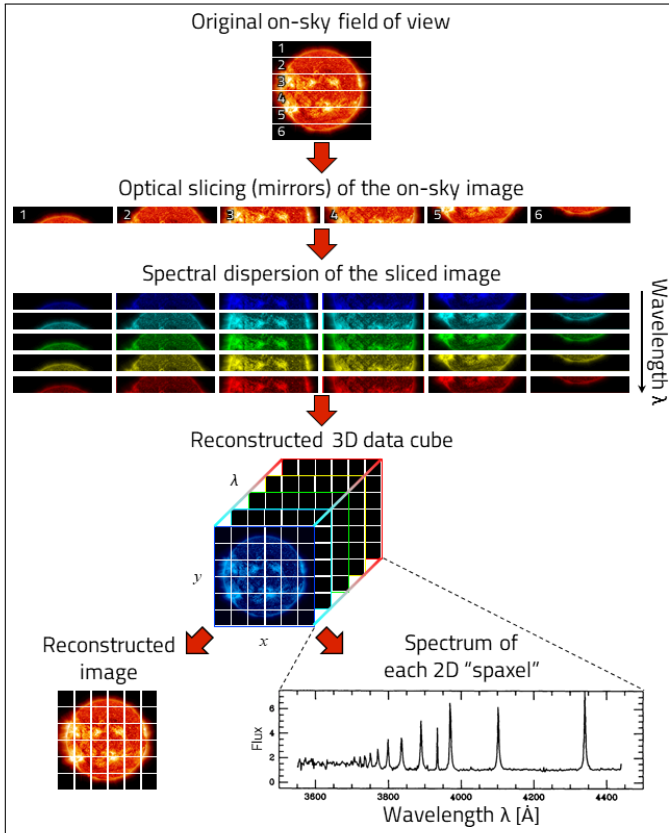 Original on-sky field of view
1
2
3
4
5
6
Optical slicing (mirrors) of the on-sky image
1 2 3 4 5 6
Spectral dispersion of the sliced image
Wavelength λ
Reconstructed 3D data cube
λ
y
x
Reconstructed
image
Spectrum of
each 2D “spaxel”
Flux
6
4
2
0
3600 3800 4000 4200 4400
Wavelength λ [Å]